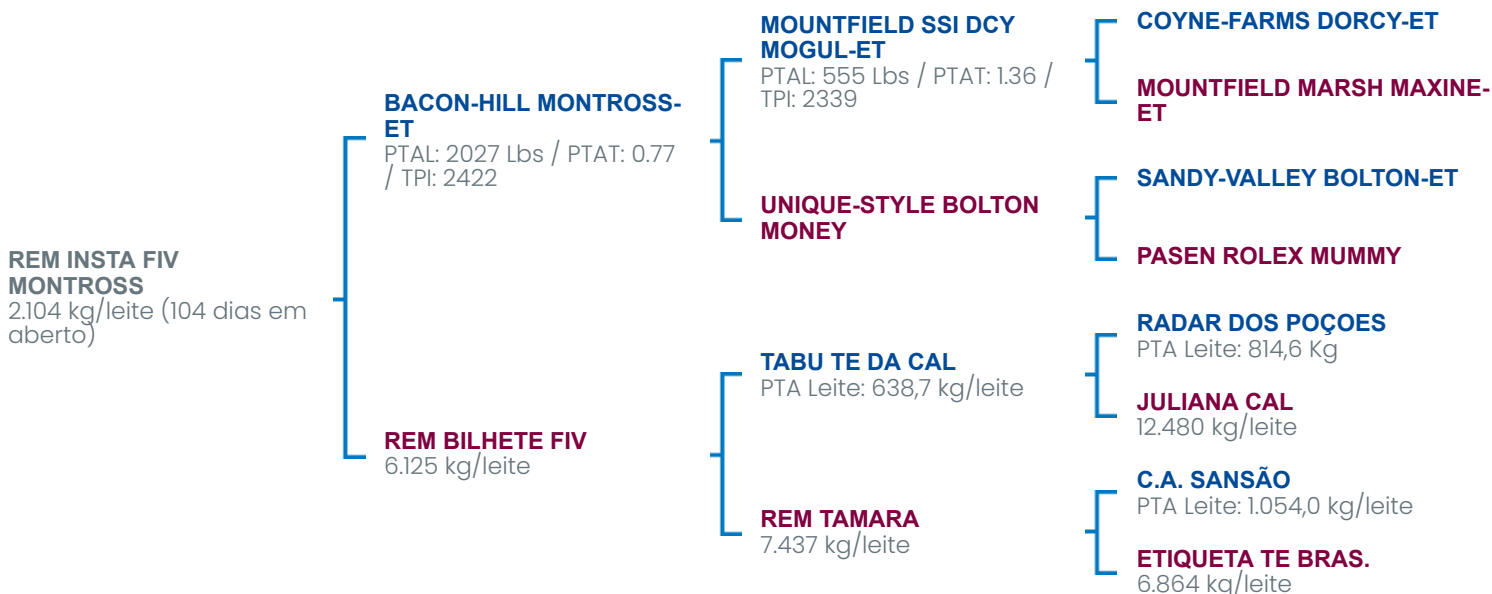 REM INSTA FIV
MONTROSS
2.104 kg/leite (104 dias em
aberto)
BACON-HILL MONTROSS-
ET
PTAL: 2027 Lbs / PTAT: 0.77
/ TPI: 2422
REM BILHETE FIV
6.125 kg/leite
MOUNTFIELD SSI DCY
MOGUL-ET
PTAL: 555 Lbs / PTAT: 1.36 /
TPI: 2339
UNIQUE-STYLE BOLTON
MONEY
TABU TE DA CAL
PTA Leite: 638,7 kg/leite
REM TAMARA
7.437 kg/leite
COYNE-FARMS DORCY-ET
MOUNTFIELD MARSH MAXINE-
ET
SANDY-VALLEY BOLTON-ET
PASEN ROLEX MUMMY
RADAR DOS POÇOES
PTA Leite: 814,6 Kg
JULIANA CAL
12.480 kg/leite
C.A. SANSÃO
PTA Leite: 1.054,0 kg/leite
ETIQUETA TE BRAS.
6.864 kg/leite